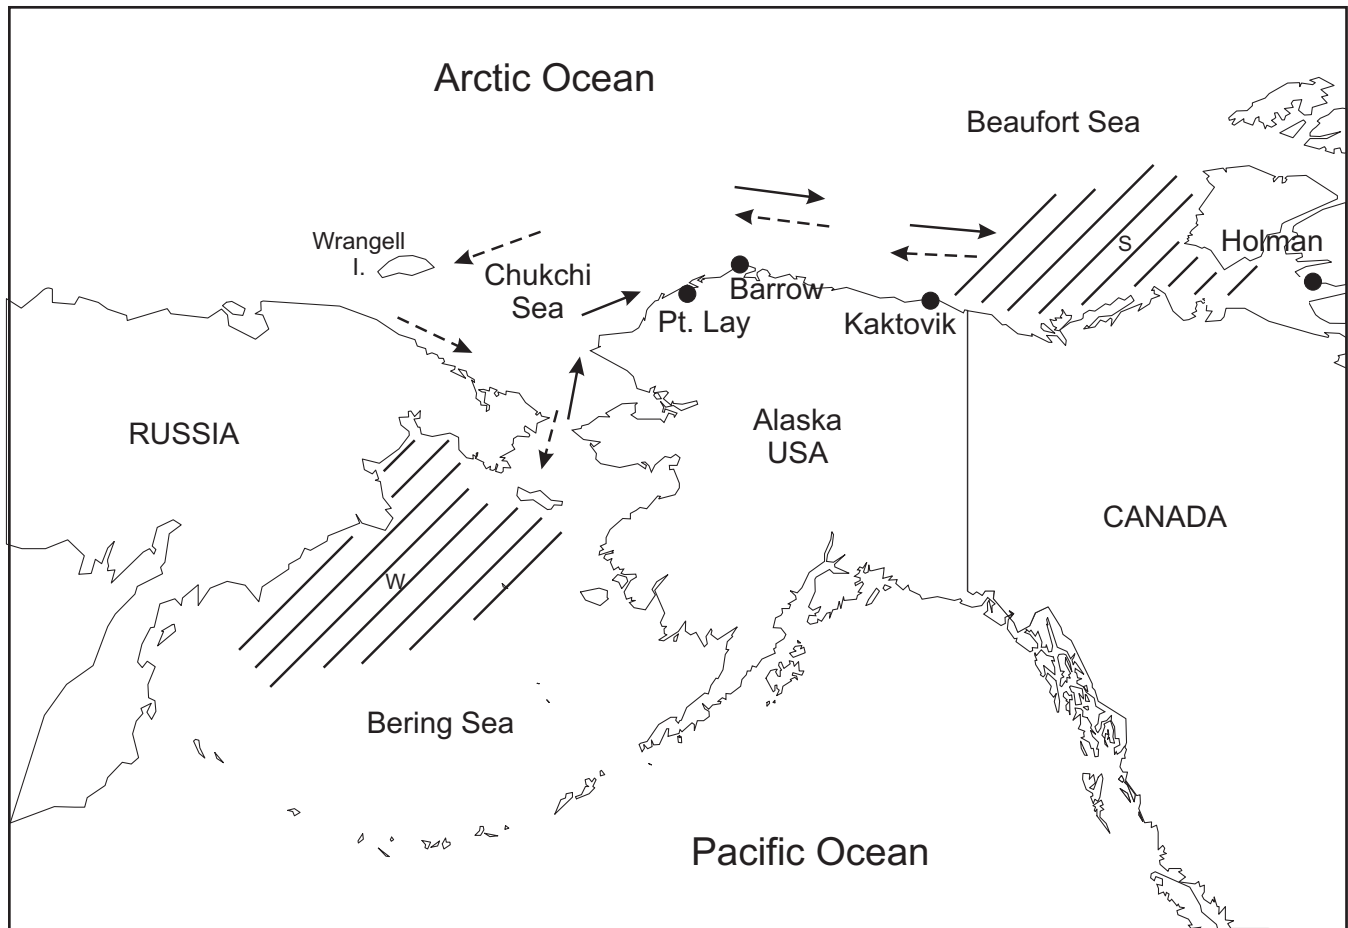 Arctic Ocean
Beaufort Sea
Wrangell
I.
Chukchi
Sea
S
Holman
Barrow
Pt. Lay
Kaktovik
RUSSIA
Alaska
USA
CANADA
W
Bering Sea
Pacific Ocean